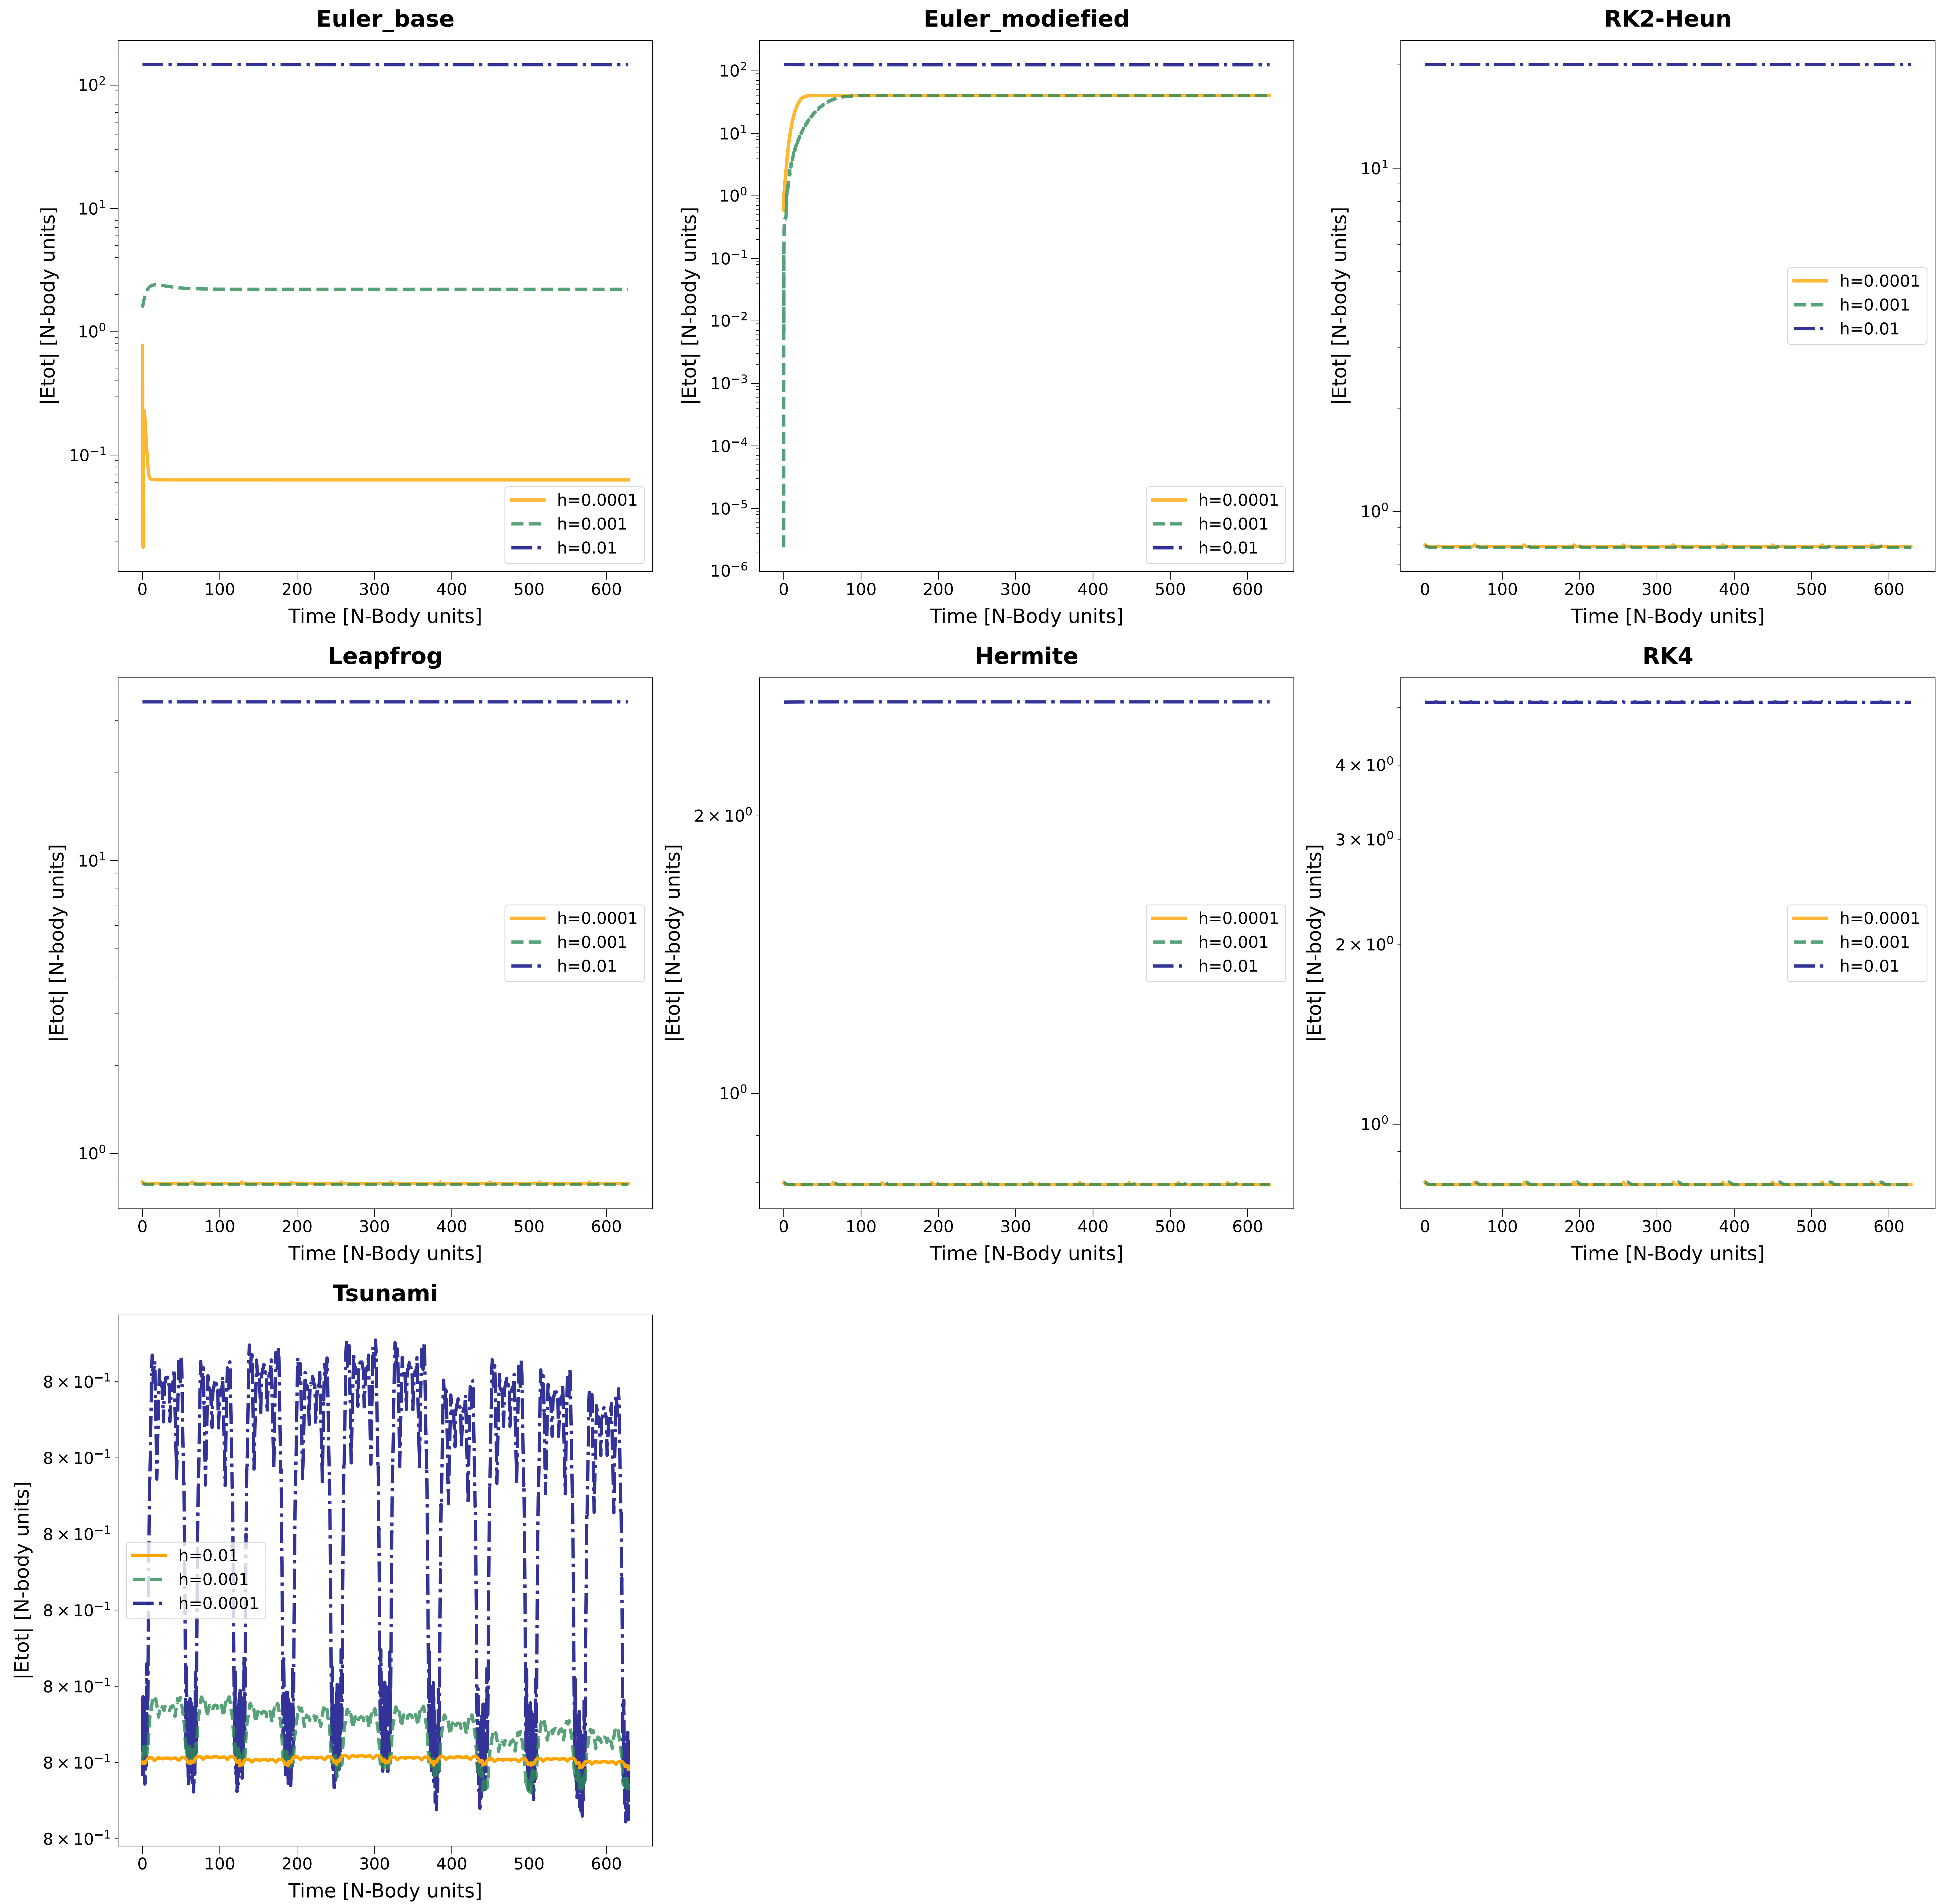 Euler_base
|Etot| [N-body units]
10²
10¹
10⁰
10⁻¹
h=0.0001
h=0.001
h=0.01
0 100 200 300 400 500 600
Time [N-Body units]
Euler_modiefied
|Etot| [N-body units]
10²
10¹
10⁰
10⁻¹
10⁻²
10⁻³
10⁻⁴
10⁻⁵
10⁻⁶
h=0.0001
h=0.001
h=0.01
0 100 200 300 400 500 600
Time [N-Body units]
RK2-Heun
|Etot| [N-body units]
10¹
10⁰
h=0.0001
h=0.001
h=0.01
0 100 200 300 400 500 600
Time [N-Body units]
Leapfrog
|Etot| [N-body units]
10¹
10⁰
h=0.0001
h=0.001
h=0.01
0 100 200 300 400 500 600
Time [N-Body units]
Hermite
|Etot| [N-body units]
2 × 10⁰
10⁰
h=0.0001
h=0.001
h=0.01
0 100 200 300 400 500 600
Time [N-Body units]
RK4
|Etot| [N-body units]
4 × 10⁰
3 × 10⁰
2 × 10⁰
10⁰
h=0.0001
h=0.001
h=0.01
0 100 200 300 400 500 600
Time [N-Body units]
Tsunami
|Etot| [N-body units]
8 × 10⁻¹
8 × 10⁻¹
8 × 10⁻¹
8 × 10⁻¹
8 × 10⁻¹
8 × 10⁻¹
8 × 10⁻¹
h=0.01
h=0.001
h=0.0001
0 100 200 300 400 500 600
Time [N-Body units]